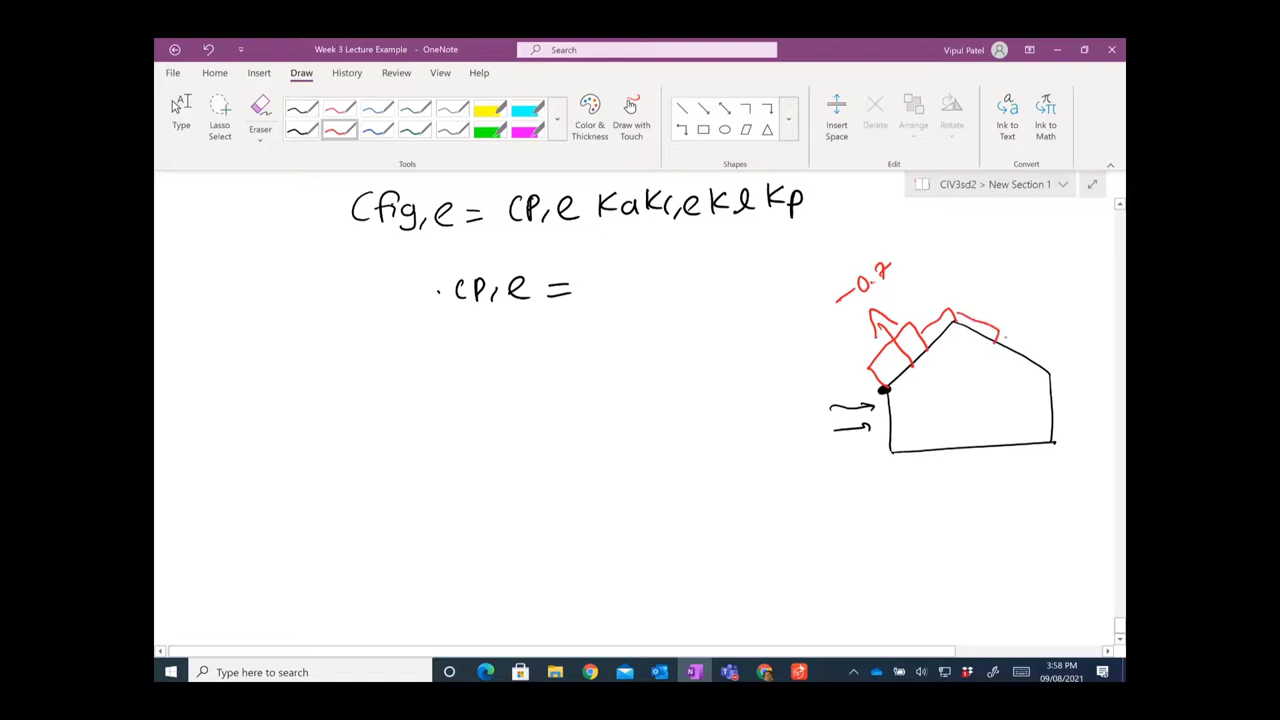 Week 3 Lecture Example - OneNote
Search
Vipul Patel
File Home Insert Draw History Review View Help
Type
Lasso Select
Eraser
Color & Thickness
Draw with Touch
Insert Space
Delete
Arrange
Rotate
Ink to Text
Ink to Math
Tools
Shapes
Edit
Convert
CIV3sd2 > New Section 1
Cfig,e = CP,e Ka Kc,e Kl Kp
. CP,e =
-0.7
Type here to search
3:58 PM
09/08/2021